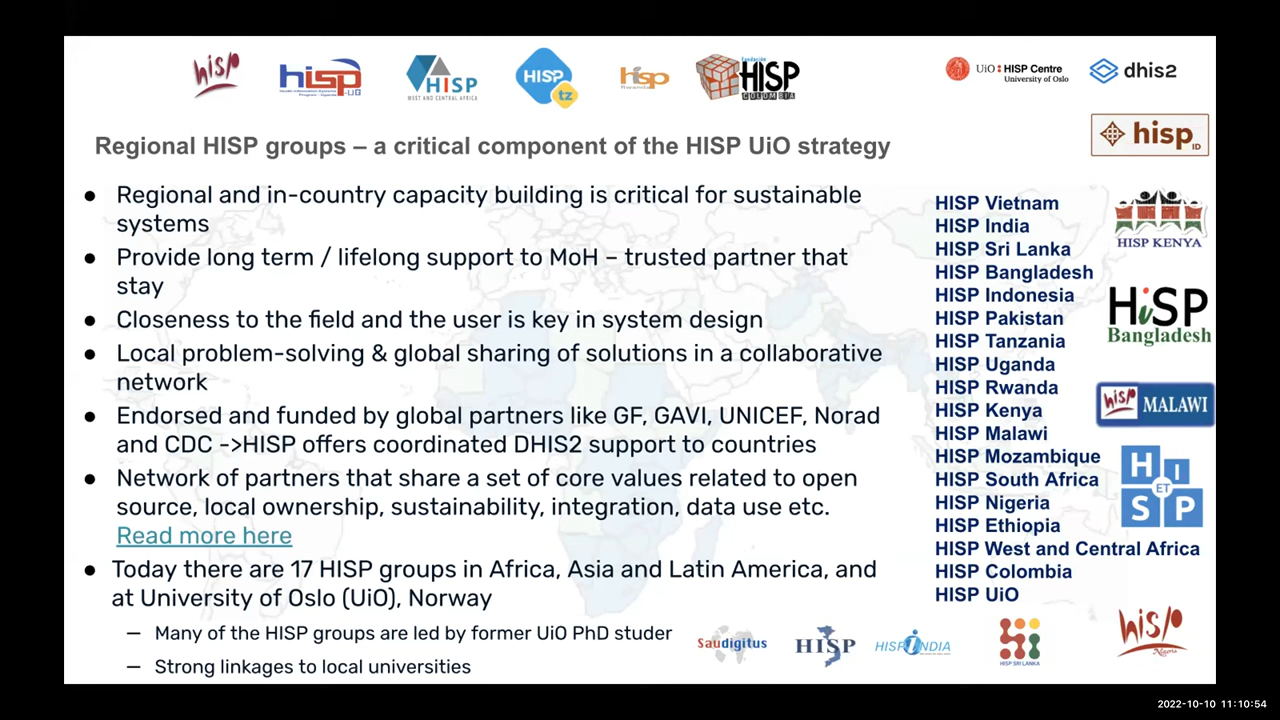 hisp
hisp -UG
Health Information Systems
Program - Uganda
HISP
WEST AND CENTRAL AFRICA
HISP
tz
hisp
Rwanda
Fundación
HISP
COLOMBIA
UiO : HISP Centre
University of Oslo
dhis2
hisp ID
Regional HISP groups – a critical component of the HISP UiO strategy
● Regional and in-country capacity building is critical for sustainable
systems
● Provide long term / lifelong support to MoH – trusted partner that
stay
● Closeness to the field and the user is key in system design
● Local problem-solving & global sharing of solutions in a collaborative
network
● Endorsed and funded by global partners like GF, GAVI, UNICEF, Norad
and CDC ->HISP offers coordinated DHIS2 support to countries
● Network of partners that share a set of core values related to open
source, local ownership, sustainability, integration, data use etc.
Read more here
● Today there are 17 HISP groups in Africa, Asia and Latin America, and
at University of Oslo (UiO), Norway
– Many of the HISP groups are led by former UiO PhD studer
– Strong linkages to local universities
HISP Vietnam
HISP India
HISP Sri Lanka
HISP Bangladesh
HISP Indonesia
HISP Pakistan
HISP Tanzania
HISP Uganda
HISP Rwanda
HISP Kenya
HISP Malawi
HISP Mozambique
HISP South Africa
HISP Nigeria
HISP Ethiopia
HISP West and Central Africa
HISP Colombia
HISP UiO
HISP KENYA
HiSP
Bangladesh
hisp MALAWI
H I
ET
S P
Saudigitus
HISP
HISP INDIA
HISP SRI LANKA
hisp
Nigeria
2022-10-10 11:10:54